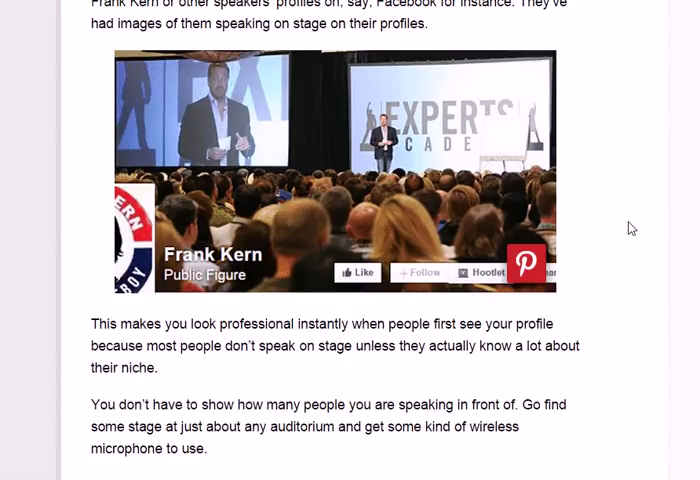 Frank Kern or other speakers' profiles on, say, Facebook for instance. They've
had images of them speaking on stage on their profiles.
EXPERTS
CADE
ERN
BOY
Frank Kern
Public Figure
Like
+ Follow
Hootlet
This makes you look professional instantly when people first see your profile
because most people don't speak on stage unless they actually know a lot about
their niche.
You don't have to show how many people you are speaking in front of. Go find
some stage at just about any auditorium and get some kind of wireless
microphone to use.